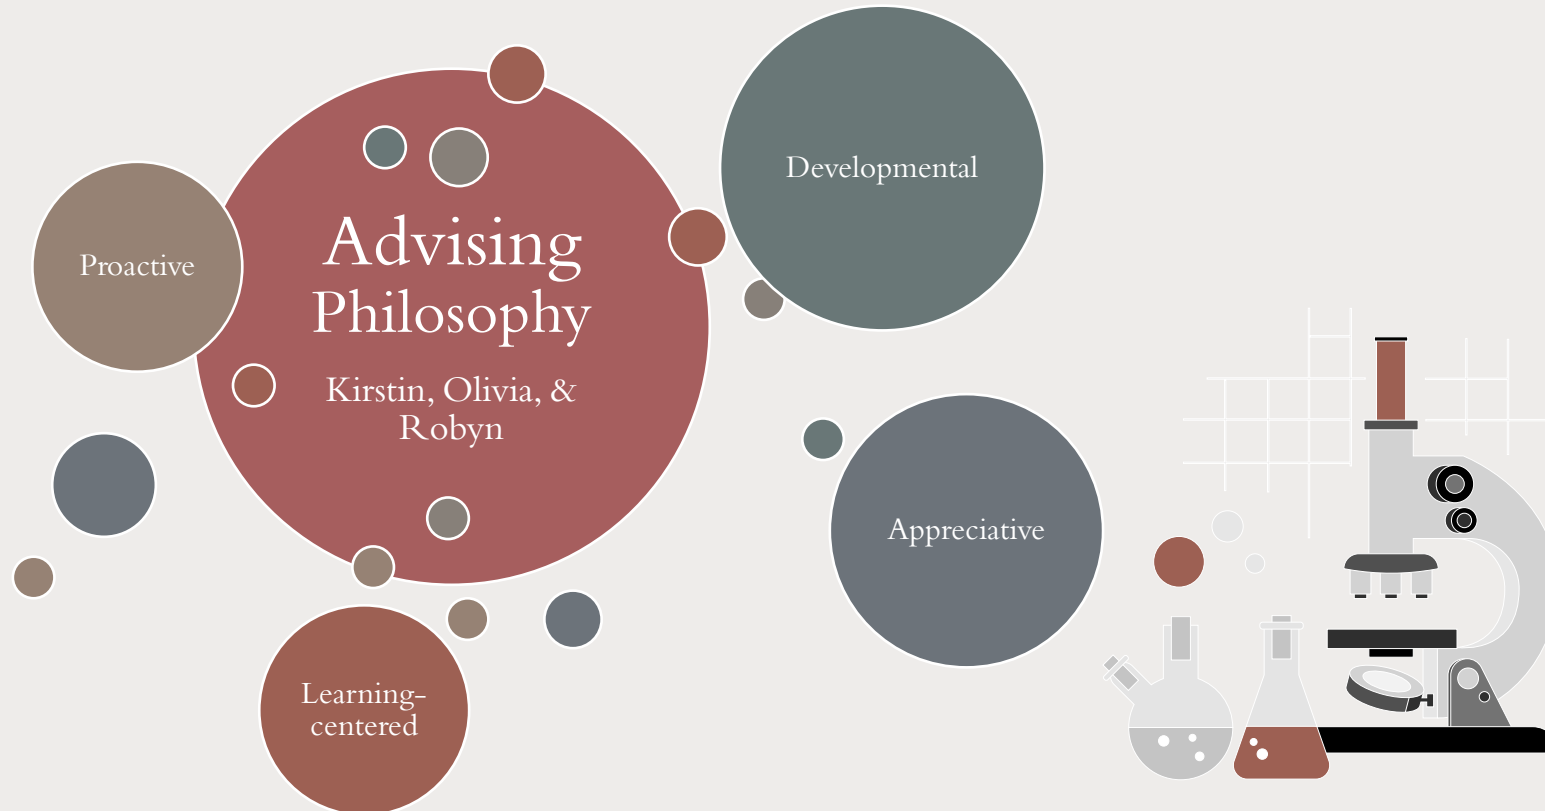 Advising
Philosophy
Kirstin, Olivia, &
Robyn
Proactive
Developmental
Appreciative
Learning-
centered